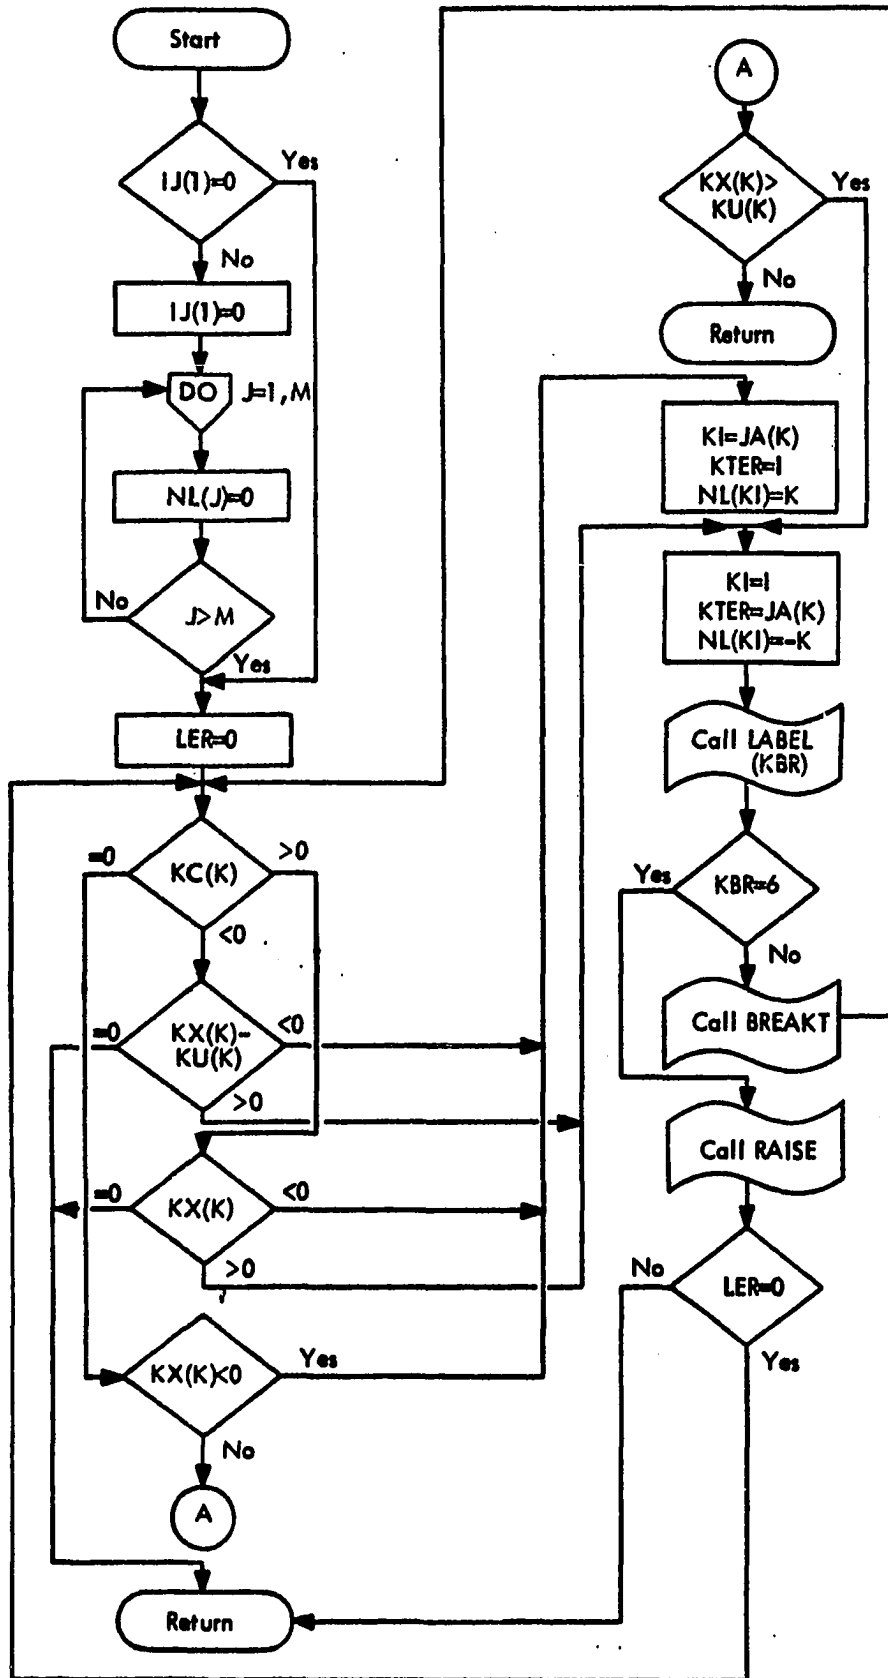 Start
IJ(1)=0
Yes
No
IJ(1)=0
DO J=1,M
NL(J)=0
J>M
No
Yes
LER=0
KC(K)
=0
>0
<0
KX(K)-
KU(K)
=0
<0
>0
KX(K)
=0
<0
>0
KX(K)<0
Yes
No
A
Return
A
KX(K)>
KU(K)
Yes
No
Return
KI=JA(K)
KTER=I
NL(KI)=K
KI=I
KTER=JA(K)
NL(KI)=-K
Call LABEL
(KBR)
KBR=6
Yes
No
Call BREAKT
Call RAISE
LER=0
No
Yes